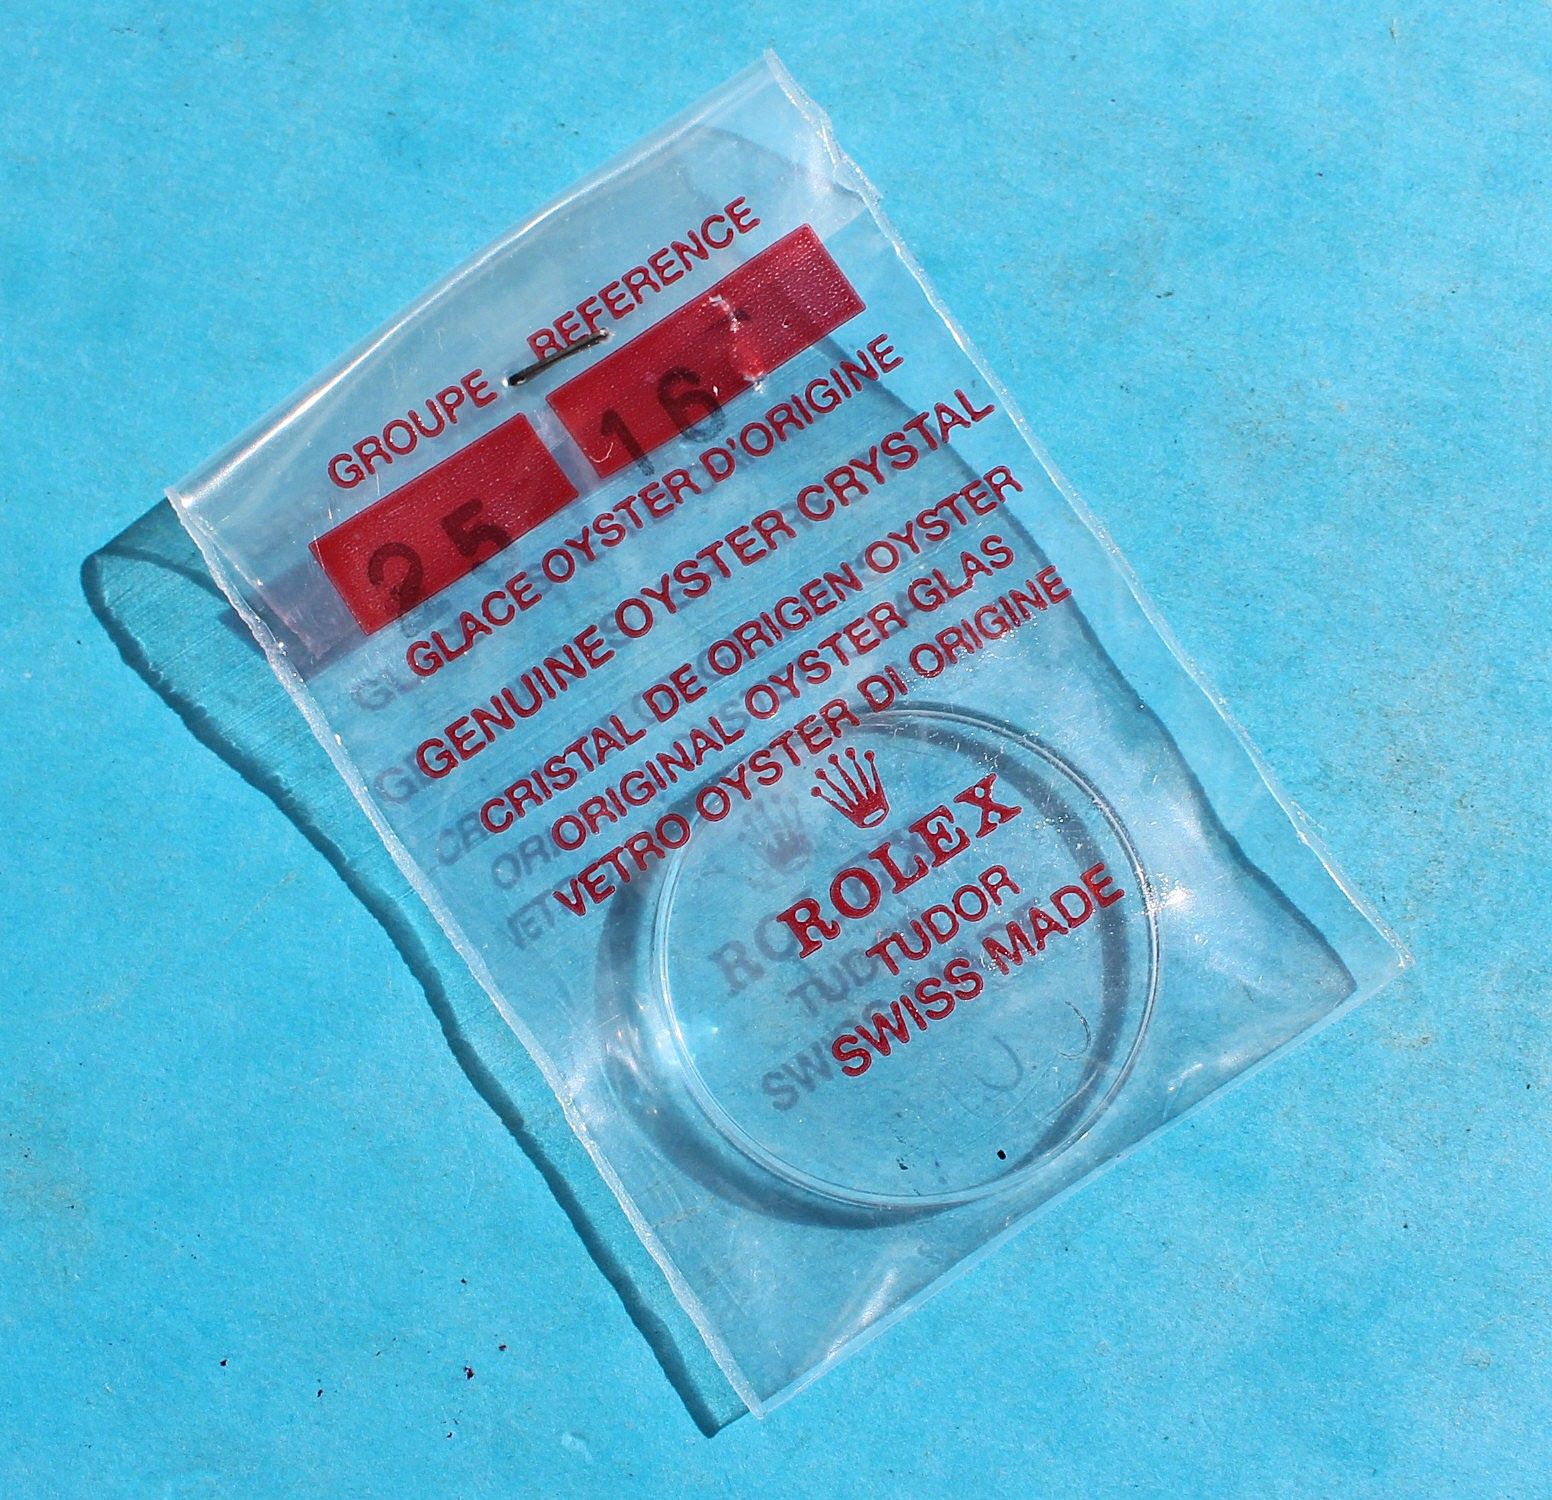 GROUPE REFERENCE
25 16
GLACE OYSTER D'ORIGINE
GENUINE OYSTER CRYSTAL
CRISTAL DE ORIGEN OYSTER
ORIGINAL OYSTER-GLAS
VETRO OYSTER DI ORIGINE
ROLEX
TUDOR
SWISS MADE